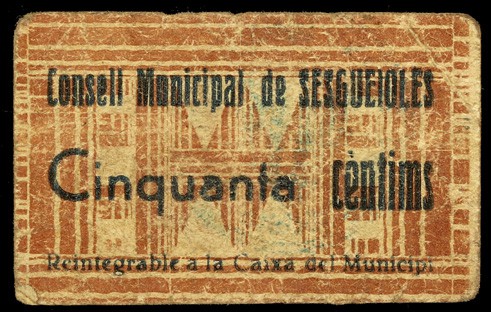 Consell Municipal de SESGUEIOLES
Cinquanta cèntims
Reintegrable a la Caixa del Municipi